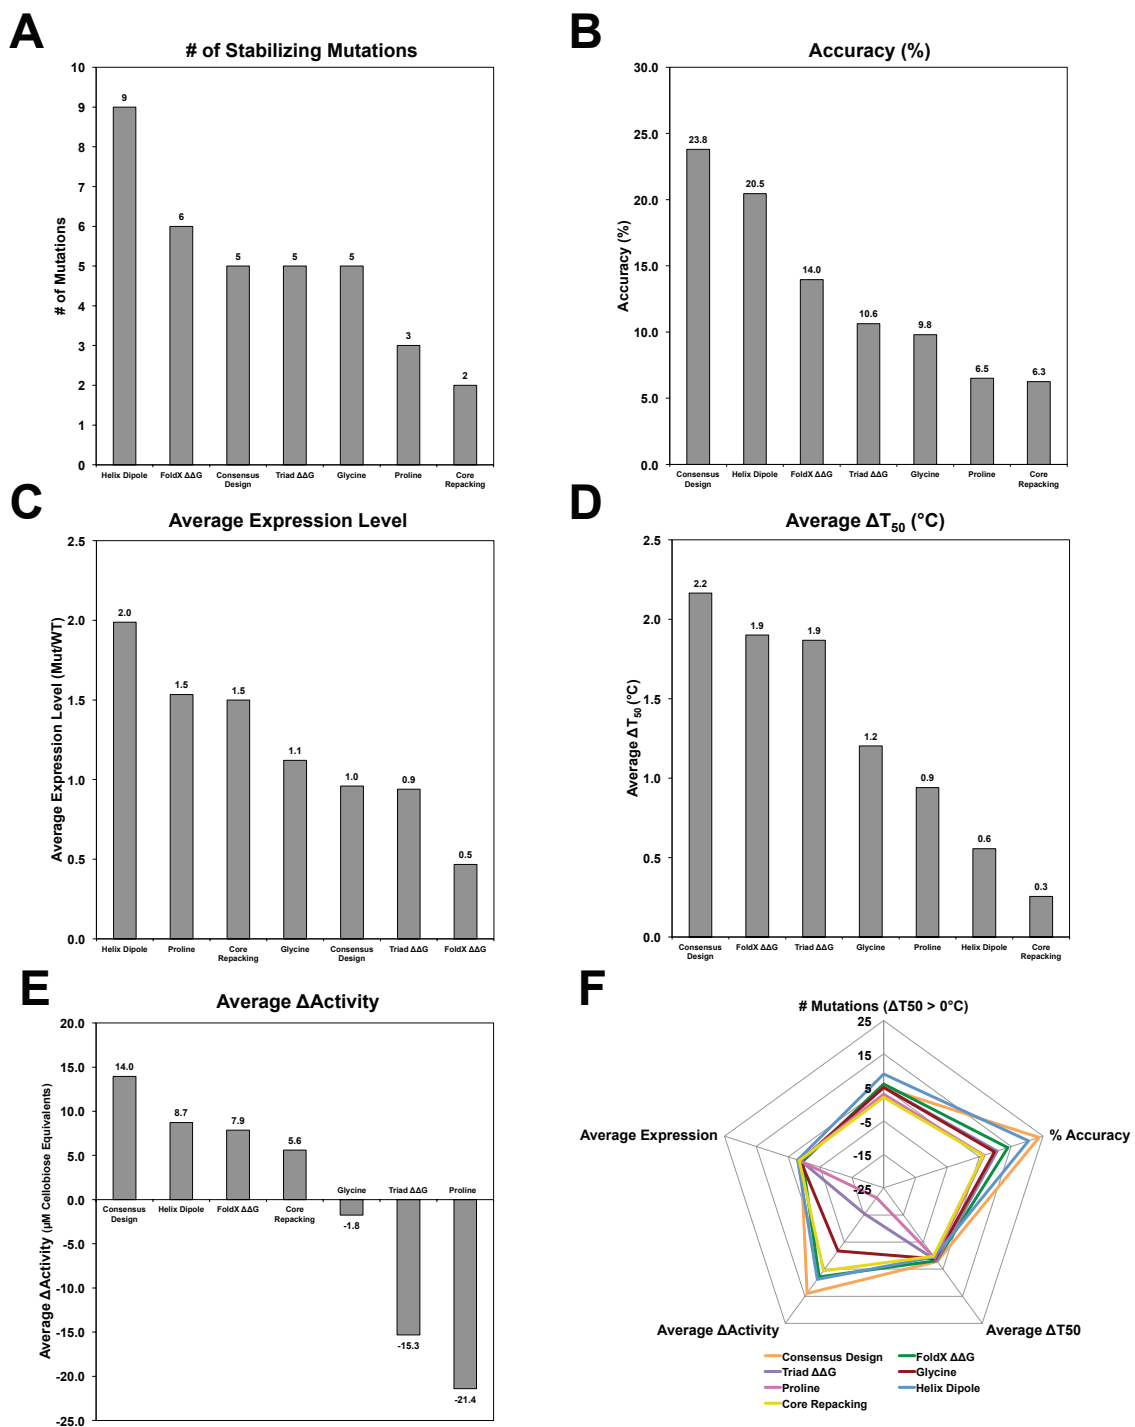 A
# of Stabilizing Mutations
# of Mutations
10
9
8
7
6
5
4
3
2
1
0
9
6
5
5
5
3
2
Helix Dipole
FoldX ΔΔG
Consensus
Design
Triad ΔΔG
Glycine
Proline
Core
Repacking
B
Accuracy (%)
Accuracy (%)
30.0
25.0
20.0
15.0
10.0
5.0
0.0
23.8
20.5
14.0
10.6
9.8
6.5
6.3
Consensus
Design
Helix Dipole
FoldX ΔΔG
Triad ΔΔG
Glycine
Proline
Core
Repacking
C
Average Expression Level
Average Expression Level (Mut/WT)
2.5
2.0
1.5
1.0
0.5
0.0
2.0
1.5
1.5
1.1
1.0
0.9
0.5
Helix Dipole
Proline
Core
Repacking
Glycine
Consensus
Design
Triad ΔΔG
FoldX ΔΔG
D
Average ΔT50 (°C)
Average ΔT50 (°C)
2.5
2.0
1.5
1.0
0.5
0.0
2.2
1.9
1.9
1.2
0.9
0.6
0.3
Consensus
Design
FoldX ΔΔG
Triad ΔΔG
Glycine
Proline
Helix Dipole
Core
Repacking
E
Average ΔActivity
Average ΔActivity (µM Cellobiose Equivalents)
20.0
15.0
10.0
5.0
0.0
-5.0
-10.0
-15.0
-20.0
-25.0
14.0
8.7
7.9
5.6
-1.8
-15.3
-21.4
Consensus
Design
Helix Dipole
FoldX ΔΔG
Core
Repacking
Glycine
Triad ΔΔG
Proline
F
# Mutations (ΔT50 > 0°C)
25
15
5
-5
-15
-25
Average Expression
% Accuracy
Average ΔActivity
Average ΔT50
Consensus Design
FoldX ΔΔG
Triad ΔΔG
Glycine
Proline
Helix Dipole
Core Repacking